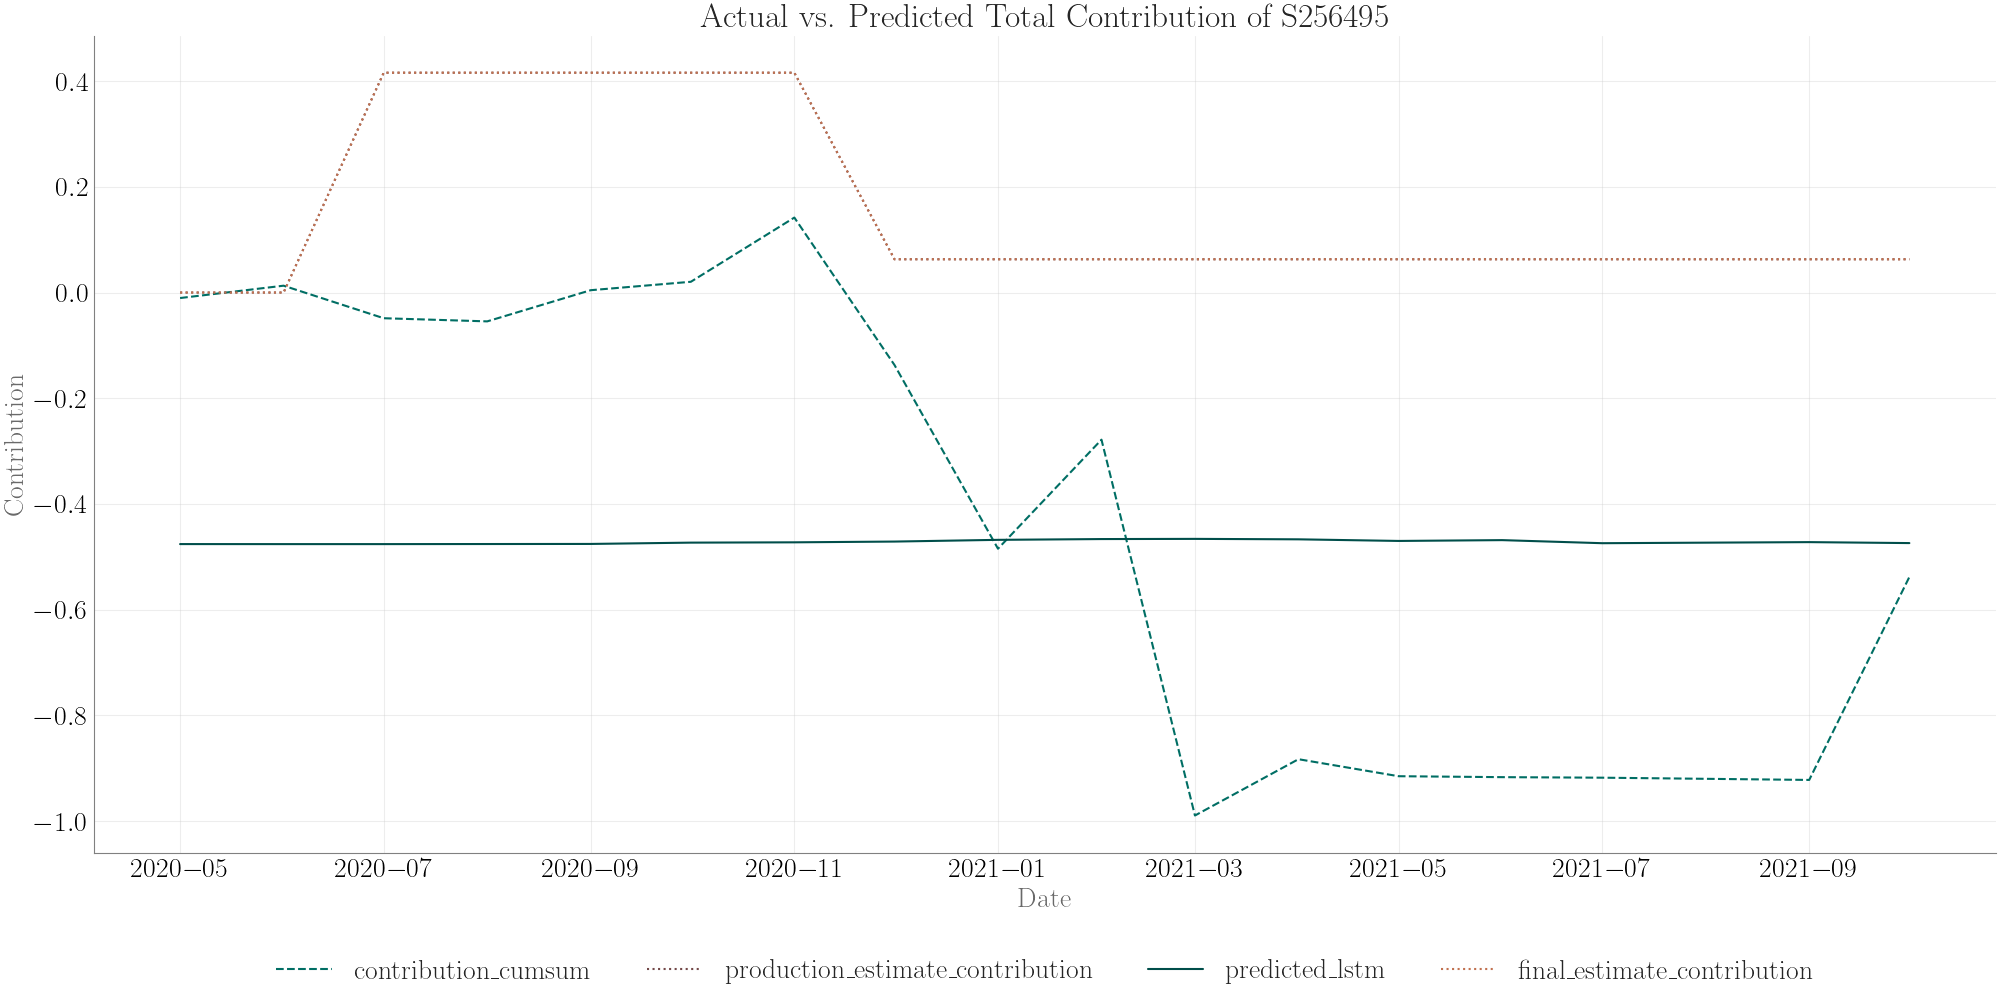 Actual vs. Predicted Total Contribution of S256495
0.4
0.2
0.0
−0.2
−0.4
−0.6
−0.8
−1.0
Contribution
2020−05 2020−07 2020−09 2020−11 2021−01 2021−03 2021−05 2021−07 2021−09
Date
contribution_cumsum production_estimate_contribution predicted_lstm final_estimate_contribution